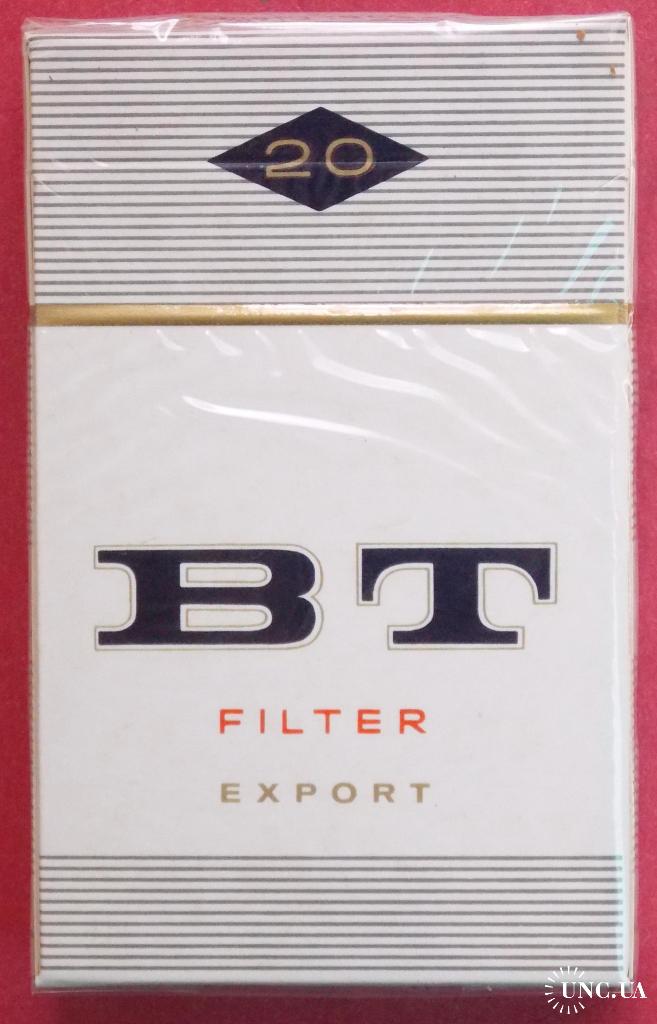 20
BT
FILTER
EXPORT
UNC.UA